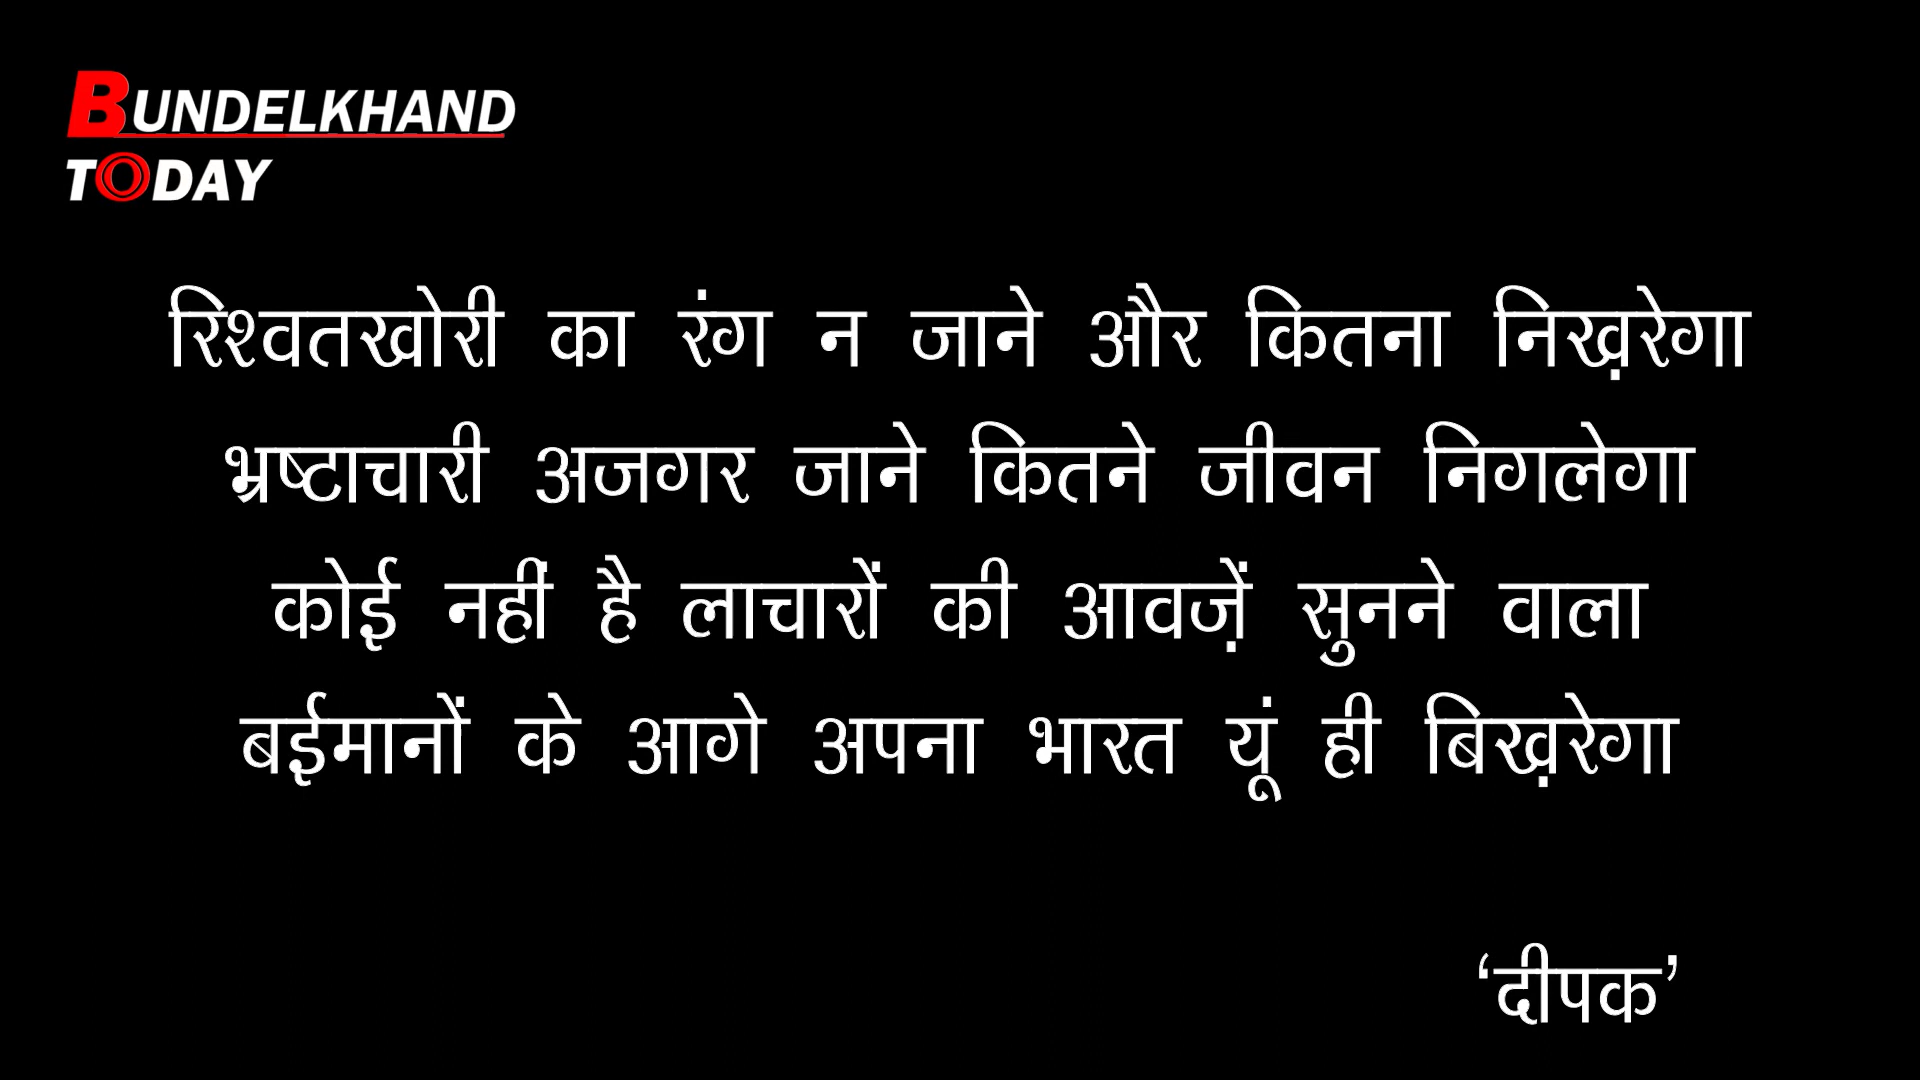 BUNDELKHAND
TODAY
रिश्वतखोरी का रंग न जाने और कितना निख़रेगा
भ्रष्टाचारी अजगर जाने कितने जीवन निगलेगा
कोई नहीं है लाचारों की आवज़ें सुनने वाला
बईमानों के आगे अपना भारत यूं ही बिख़रेगा
‘दीपक’